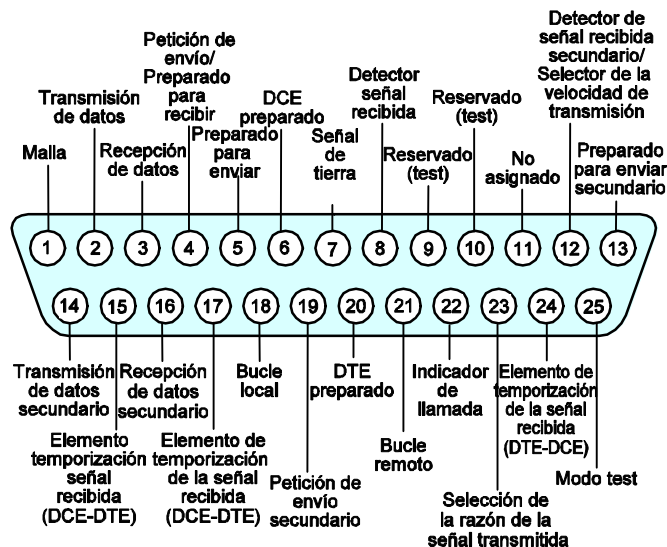 Malla
Transmisión
de datos
Recepción
de datos
Petición de
envío/
Preparado
para
recibir
Preparado
para
enviar
DCE
preparado
Señal
de
tierra
Detector
señal
recibida
Reservado
(test)
Reservado
(test)
No
asignado
Detector de
señal recibida
secundario/
Selector de la
velocidad de
transmisión
Preparado
para enviar
secundario
1 2 3 4 5 6 7 8 9 10 11 12 13
14 15 16 17 18 19 20 21 22 23 24 25
Transmisión
de datos
secundario
Elemento
temporización
señal
recibida
(DCE-DTE)
Recepción
de datos
secundario
Elemento de
temporización
de la señal
recibida
(DCE-DTE)
Bucle
local
Petición de
envío
secundario
DTE
preparado
Bucle
remoto
Indicador
de
llamada
Selección de
la razón de la
señal transmitida
Elemento de
temporización
de la señal
recibida
(DTE-DCE)
Modo test